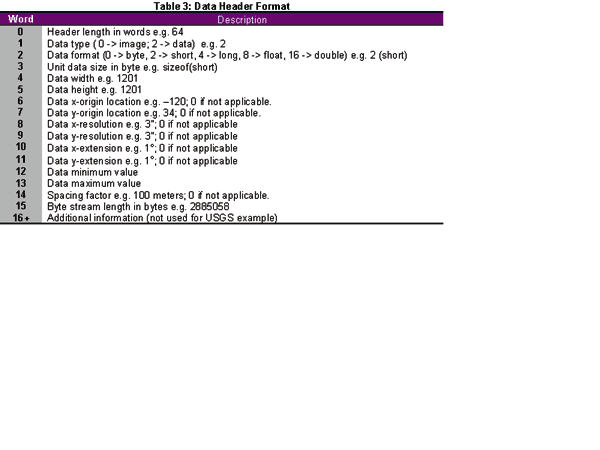 Table 3: Data Header Format
Word Description
0 Header length in words e.g. 64
1 Data type ( 0 -> image; 2 -> data)  e.g. 2
2 Data format (0 -> byte, 2 -> short, 4 -> long, 8 -> float, 16 -> double) e.g. 2 (short)
3 Unit data size in byte e.g. sizeof(short)
4 Data width e.g. 1201
5 Data height e.g. 1201
6 Data x-origin location e.g. –120; 0 if not applicable.
7 Data y-origin location e.g. 34; 0 if not applicable.
8 Data x-resolution e.g. 3"; 0 if not applicable
9 Data y-resolution e.g. 3"; 0 if not applicable
10 Data x-extension e.g. 1°; 0 if not applicable
11 Data y-extension e.g. 1°; 0 if not applicable
12 Data minimum value
13 Data maximum value
14 Spacing factor e.g. 100 meters; 0 if not applicable.
15 Byte stream length in bytes e.g. 2885058
16+ Additional information (not used for USGS example)